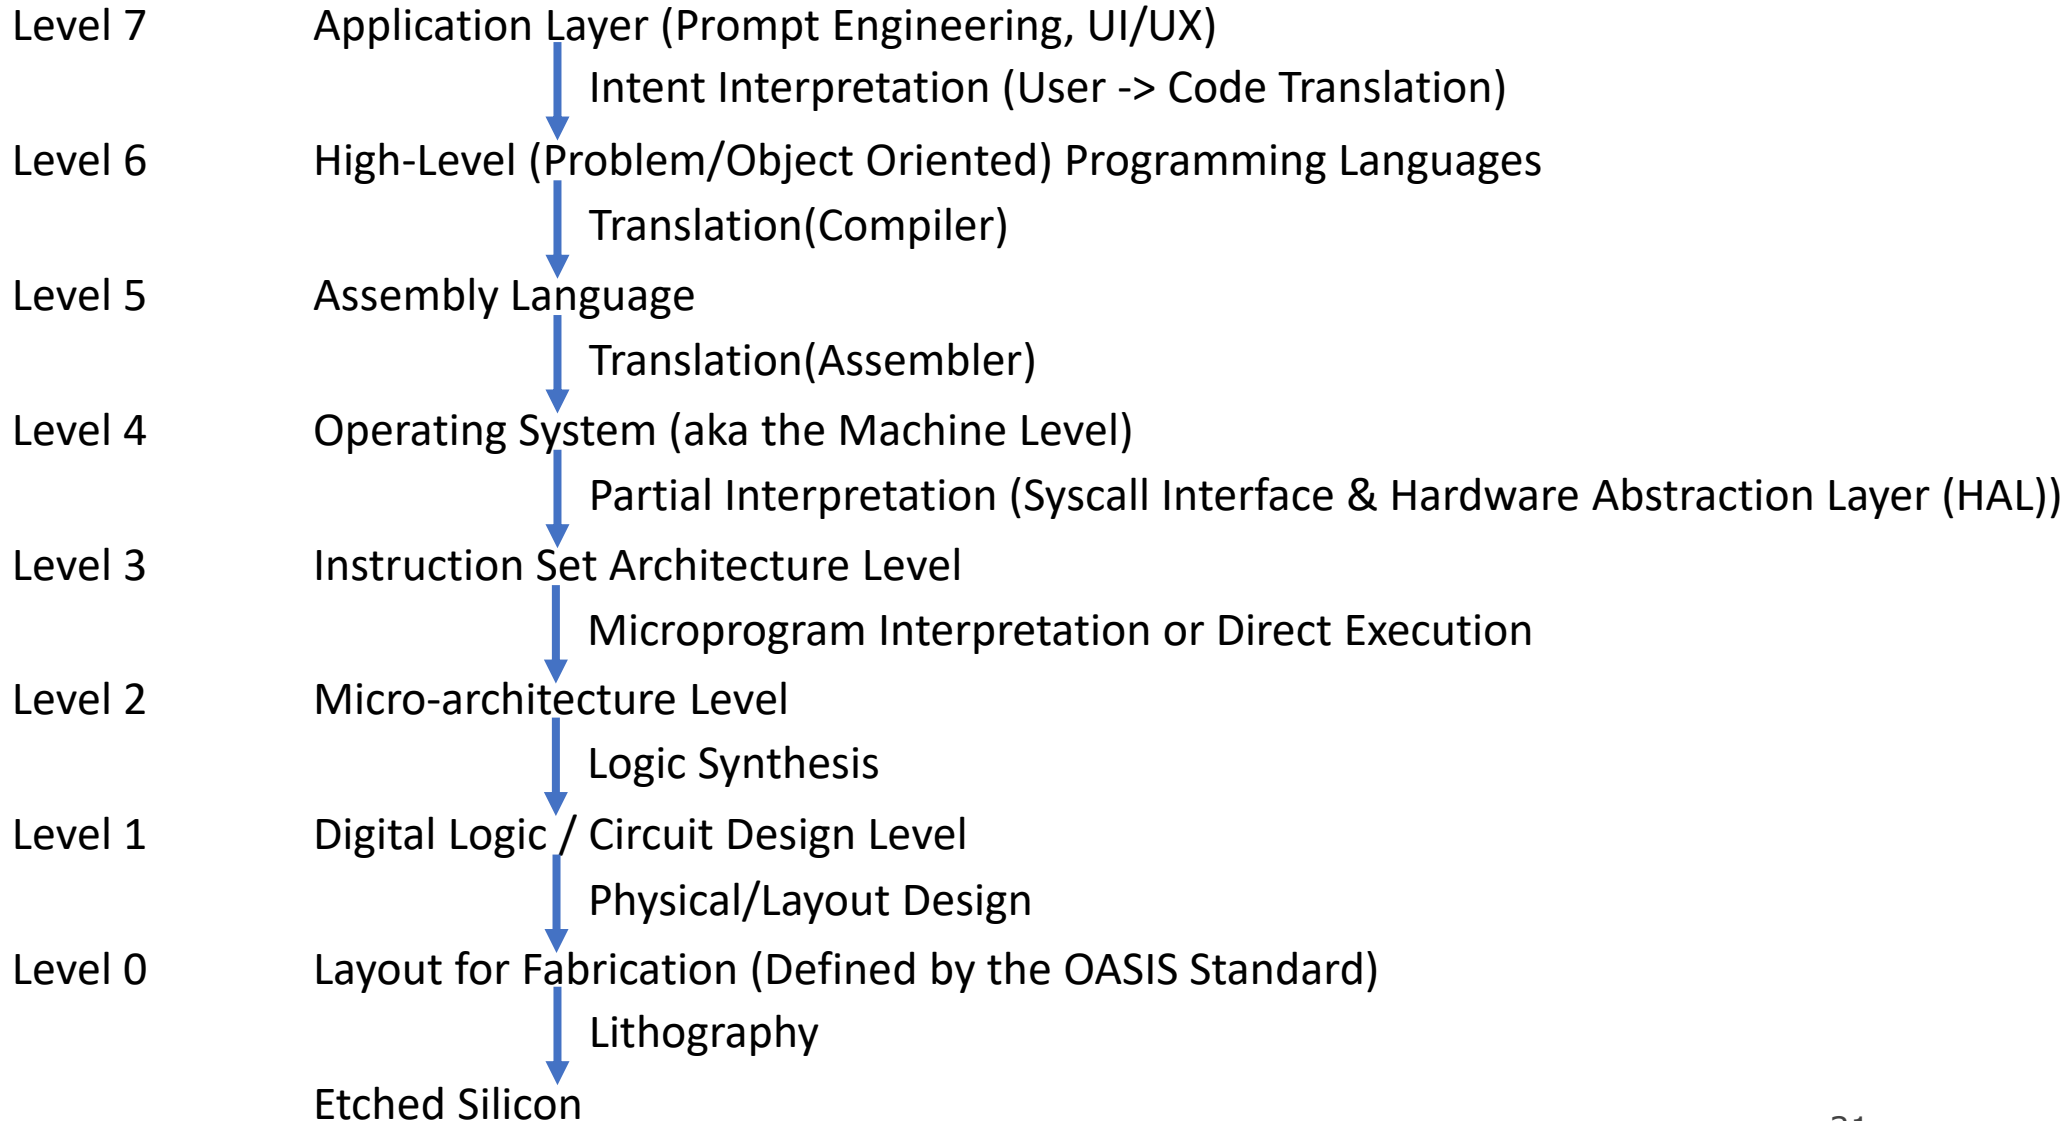 Level 7 Application Layer (Prompt Engineering, UI/UX)
Intent Interpretation (User -> Code Translation)
Level 6 High-Level (Problem/Object Oriented) Programming Languages
Translation(Compiler)
Level 5 Assembly Language
Translation(Assembler)
Level 4 Operating System (aka the Machine Level)
Partial Interpretation (Syscall Interface & Hardware Abstraction Layer (HAL))
Level 3 Instruction Set Architecture Level
Microprogram Interpretation or Direct Execution
Level 2 Micro-architecture Level
Logic Synthesis
Level 1 Digital Logic / Circuit Design Level
Physical/Layout Design
Level 0 Layout for Fabrication (Defined by the OASIS Standard)
Lithography
Etched Silicon